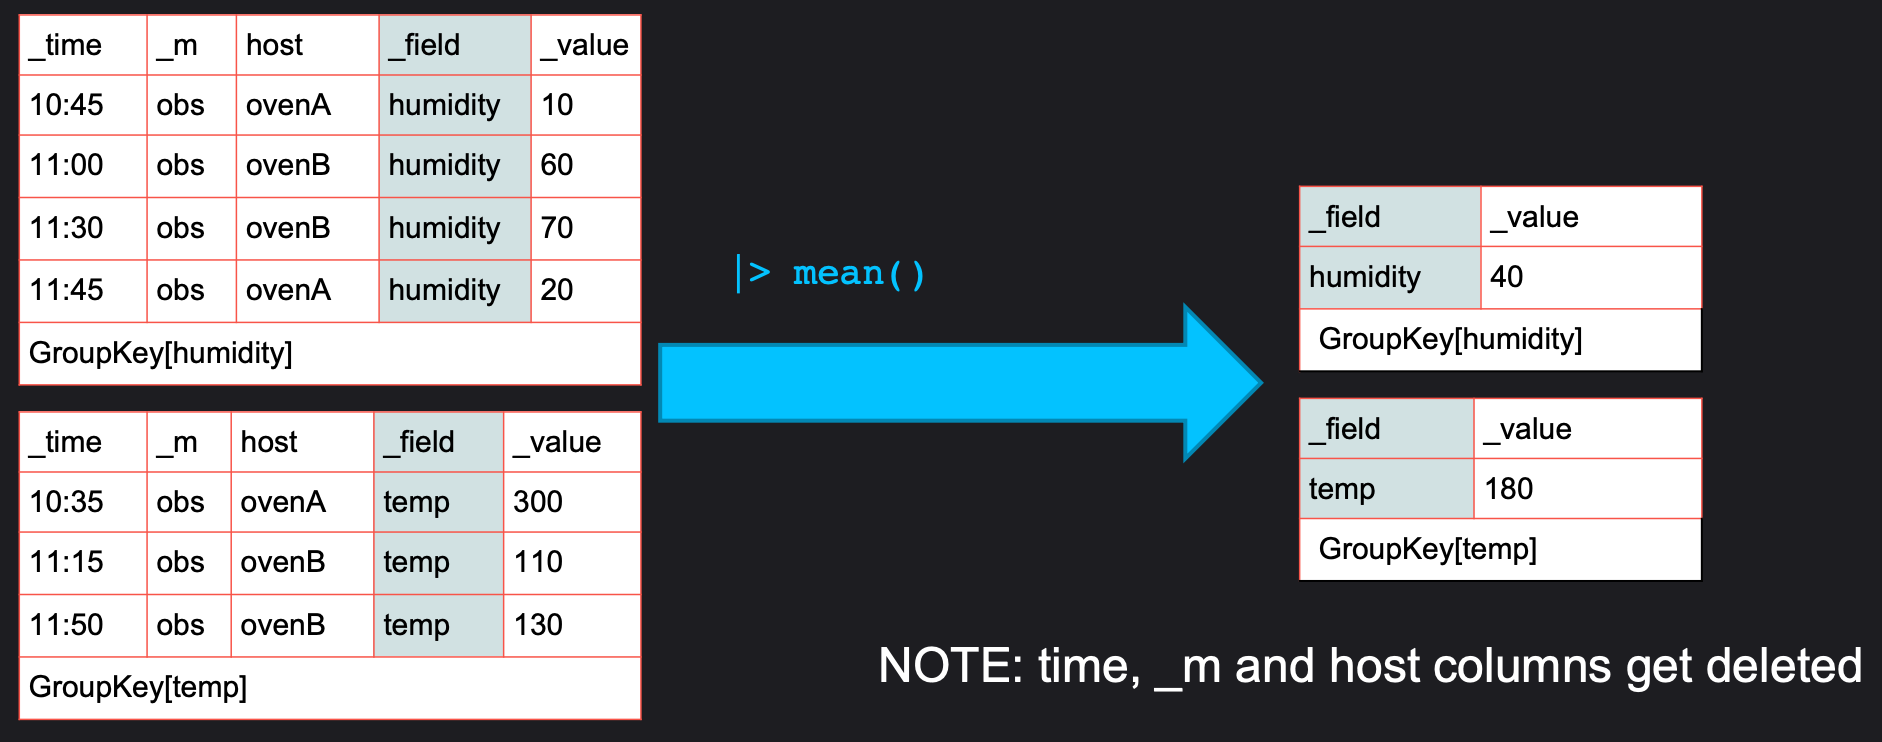 _time _m host _field _value
10:45 obs ovenA humidity 10
11:00 obs ovenB humidity 60
11:30 obs ovenB humidity 70
11:45 obs ovenA humidity 20
GroupKey[humidity]
_time _m host _field _value
10:35 obs ovenA temp 300
11:15 obs ovenB temp 110
11:50 obs ovenB temp 130
GroupKey[temp]
|> mean()
_field _value
humidity 40
GroupKey[humidity]
_field _value
temp 180
GroupKey[temp]
NOTE: time, _m and host columns get deleted